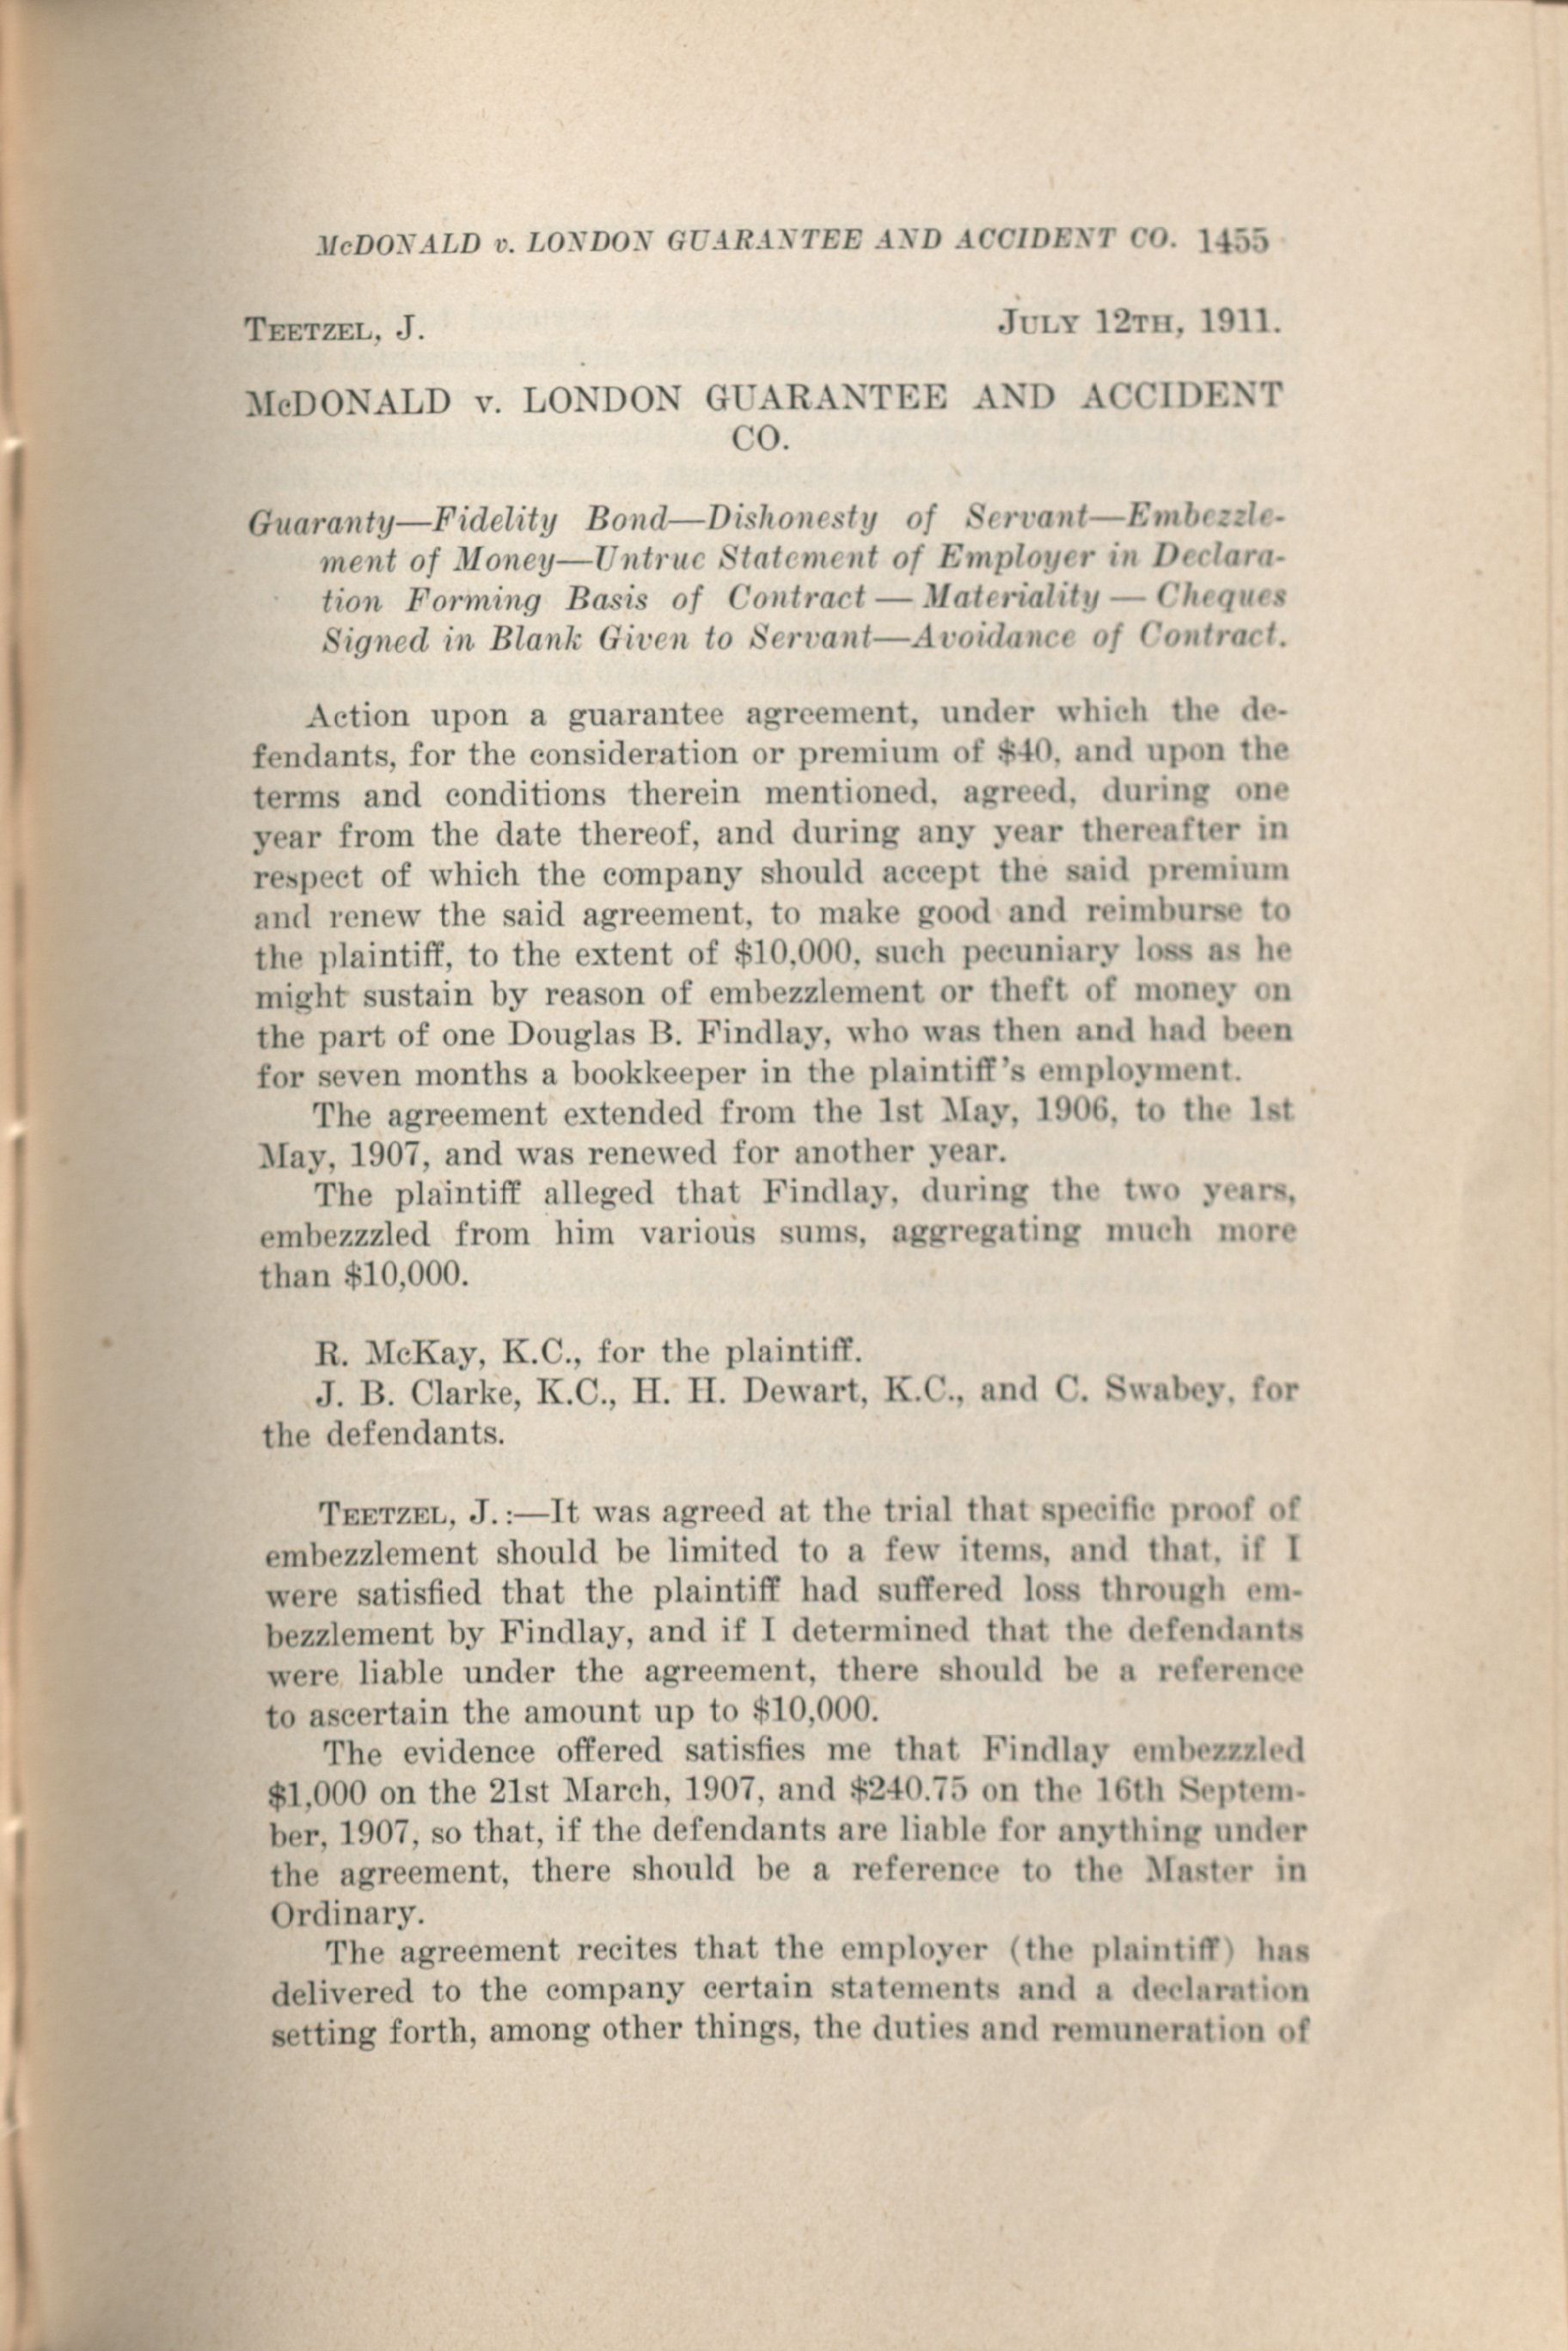 McDONALD v. LONDON GUARANTEE AND ACCIDENT CO. 1455
TEETZEL, J.
JULY 12TH, 1911.
McDONALD v. LONDON GUARANTEE AND ACCIDENT
CO.
Guaranty—Fidelity Bond—Dishonesty of Servant—Embezzle-
ment of Money—Untrue Statement of Employer in Declara-
tion Forming Basis of Contract — Materiality — Cheques
Signed in Blank Given to Servant—Avoidance of Contract.
Action upon a guarantee agreement, under which the de-
fendants, for the consideration or premium of $40, and upon the
terms and conditions therein mentioned, agreed, during one
year from the date thereof, and during any year thereafter in
respect of which the company should accept the said premium
and renew the said agreement, to make good and reimburse to
the plaintiff, to the extent of $10,000, such pecuniary loss as he
might sustain by reason of embezzlement or theft of money on
the part of one Douglas B. Findlay, who was then and had been
for seven months a bookkeeper in the plaintiff's employment.
The agreement extended from the 1st May, 1906, to the 1st
May, 1907, and was renewed for another year.
The plaintiff alleged that Findlay, during the two years,
embezzzled from him various sums, aggregating much more
than $10,000.
R. McKay, K.C., for the plaintiff.
J. B. Clarke, K.C., H. H. Dewart, K.C., and C. Swabey, for
the defendants.
TEETZEL, J.:—It was agreed at the trial that specific proof of
embezzlement should be limited to a few items, and that, if I
were satisfied that the plaintiff had suffered loss through em-
bezzlement by Findlay, and if I determined that the defendants
were liable under the agreement, there should be a reference
to ascertain the amount up to $10,000.
The evidence offered satisfies me that Findlay embezzzled
$1,000 on the 21st March, 1907, and $240.75 on the 16th Septem-
ber, 1907, so that, if the defendants are liable for anything under
the agreement, there should be a reference to the Master in
Ordinary.
The agreement recites that the employer (the plaintiff) has
delivered to the company certain statements and a declaration
setting forth, among other things, the duties and remuneration of